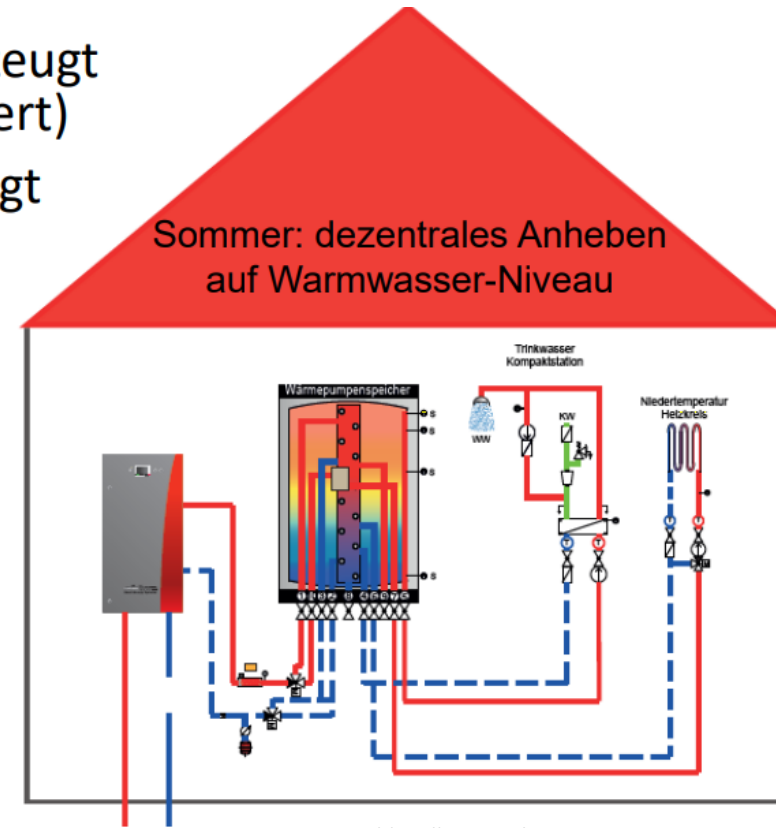 eugt
ert)
gt
Sommer: dezentrales Anheben
auf Warmwasser-Niveau
Trinkwasser
Kompaktstation
Wärmepumpenspeicher
Niedertemperatur
Heizkreis
KW
WW
S
S
S
S